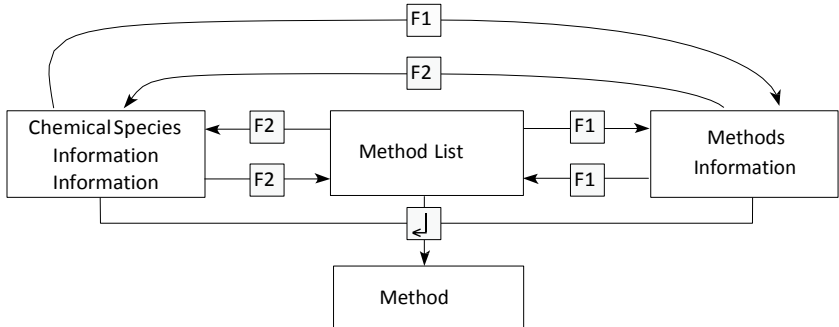 F1
F2
Chemical Species
Information
Information
F2
F2
Method List
F1
F1
Methods
Information
Method